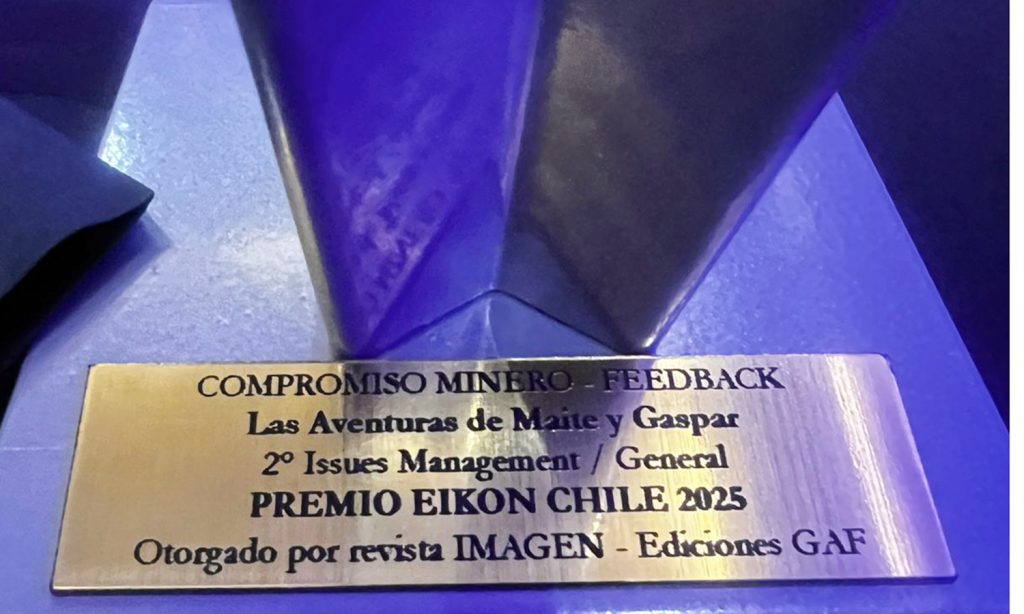 COMPROMISO MINERO - FEEDBACK
Las Aventuras de Maite y Gaspar
2º Issues Management / General
PREMIO EIKON CHILE 2025
Otorgado por revista IMAGEN - Ediciones GAF